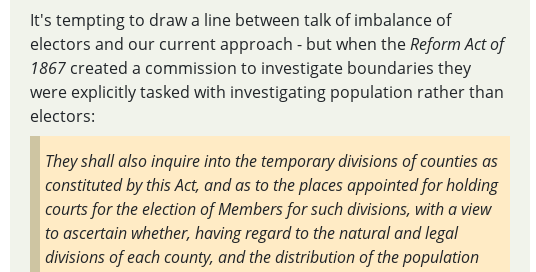 It's tempting to draw a line between talk of imbalance of
electors and our current approach - but when the Reform Act of
1867 created a commission to investigate boundaries they
were explicitly tasked with investigating population rather than
electors:
They shall also inquire into the temporary divisions of counties as
constituted by this Act, and as to the places appointed for holding
courts for the election of Members for such divisions, with a view
to ascertain whether, having regard to the natural and legal
divisions of each county, and the distribution of the population